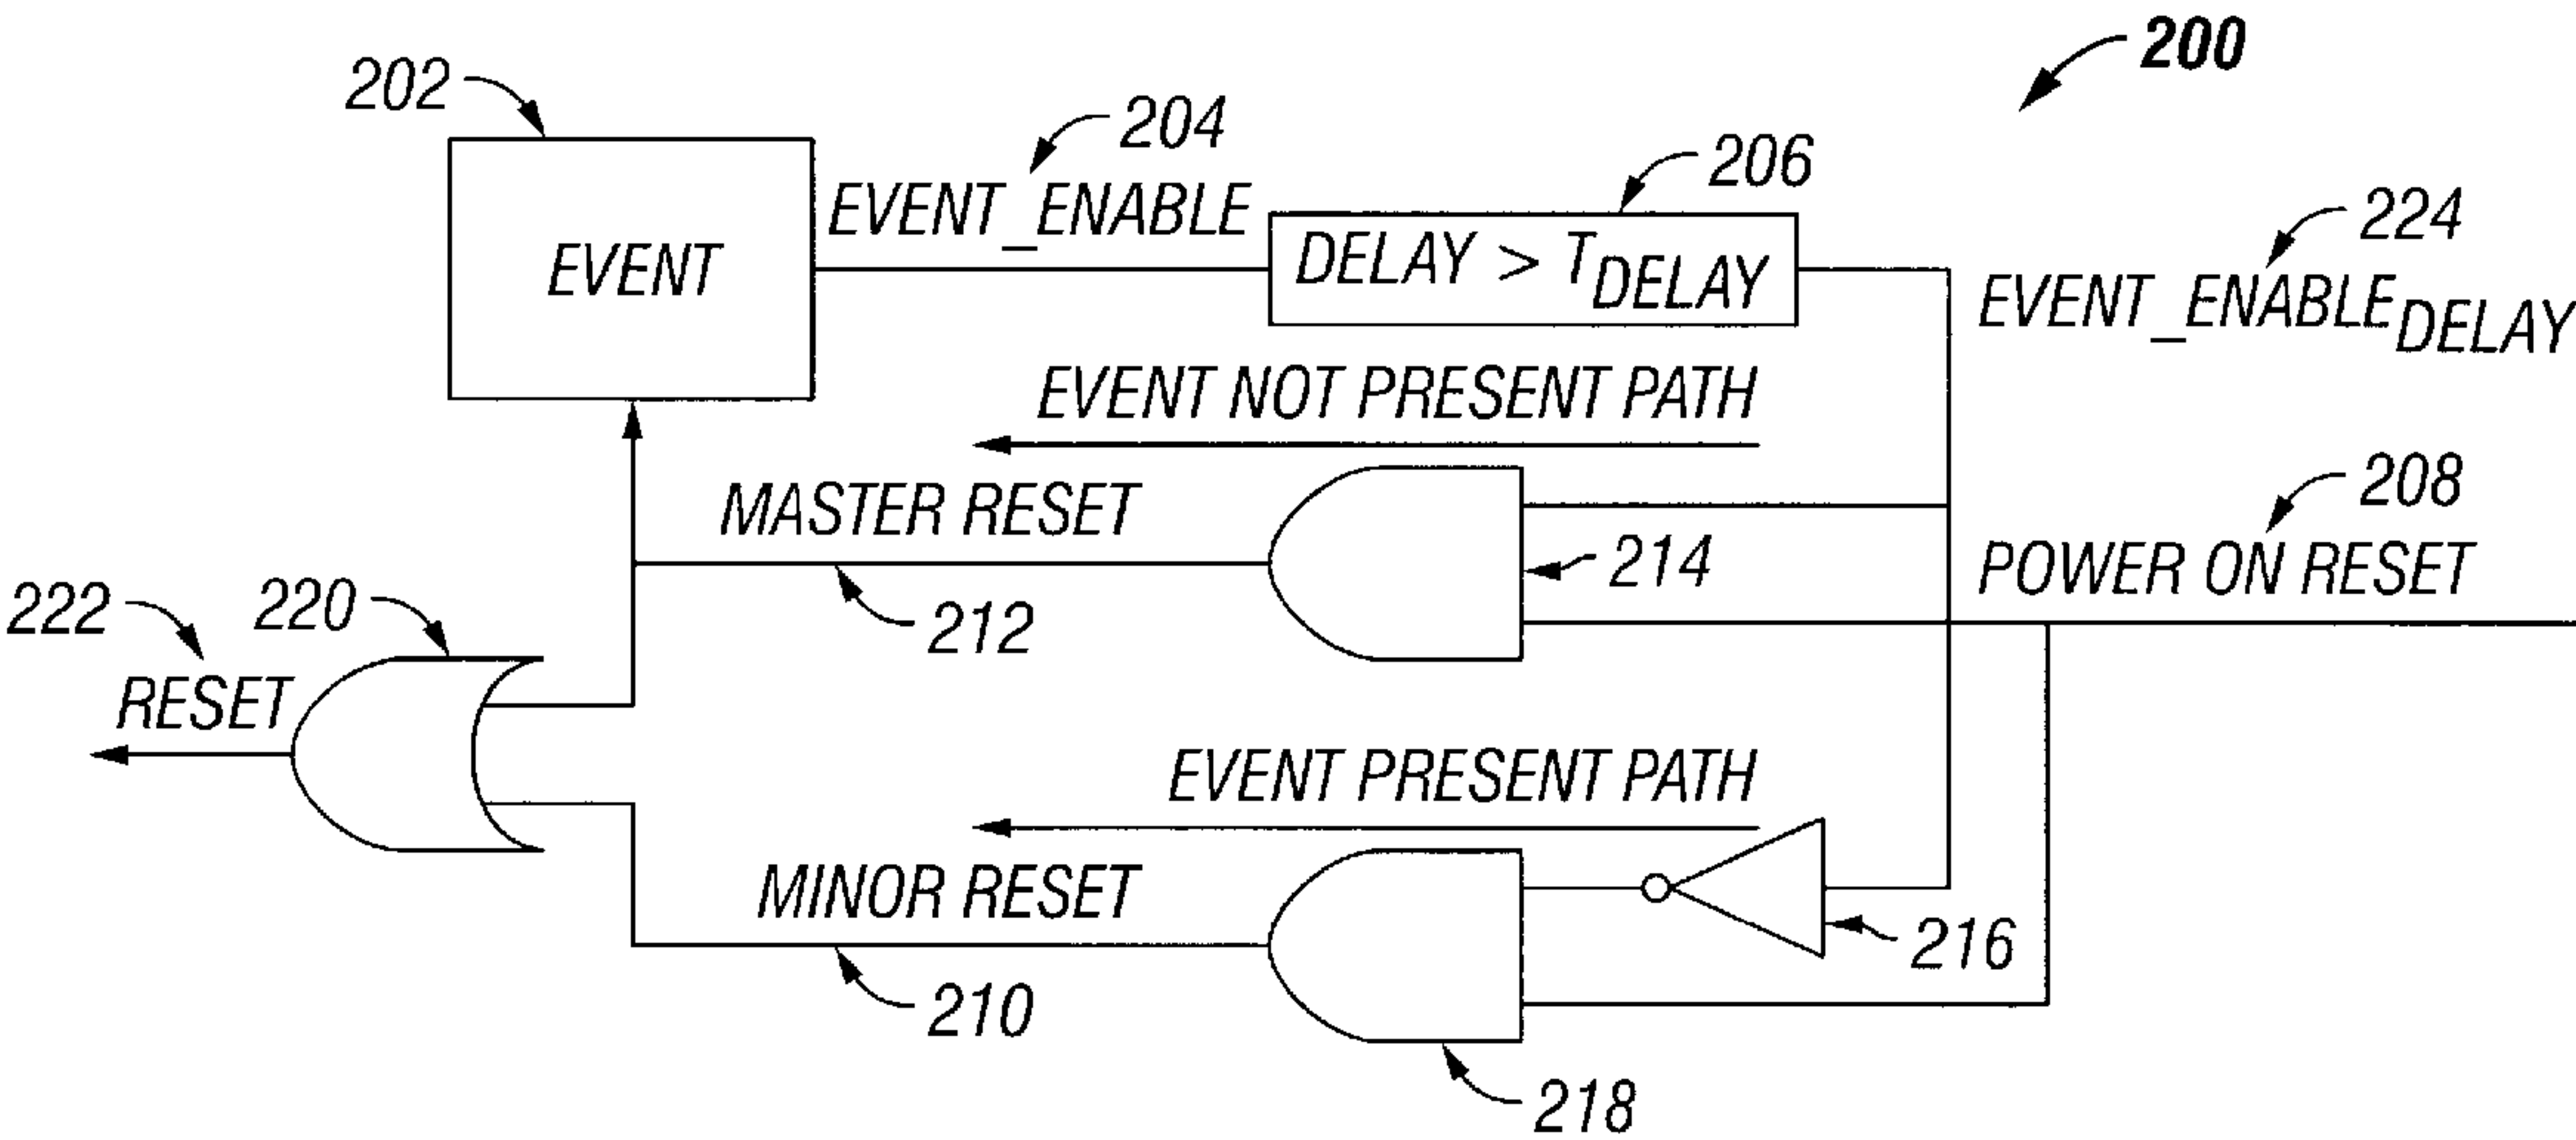 200
202
204
206
EVENT_ENABLE
224
EVENT
DELAY > TDELAY
EVENT_ENABLEDELAY
EVENT NOT PRESENT PATH
208
MASTER RESET
214
POWER ON RESET
222
220
212
RESET
EVENT PRESENT PATH
MINOR RESET
216
210
218